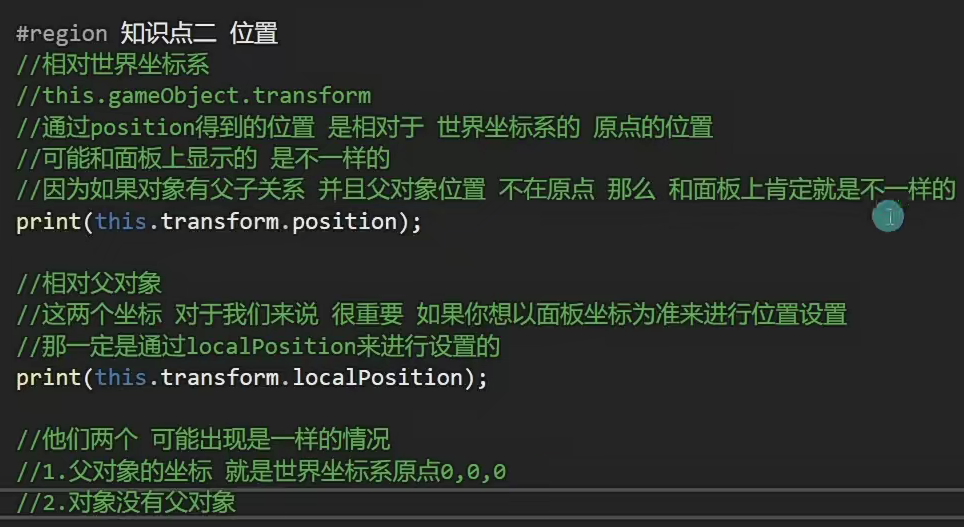 #region 知识点二 位置
//相对世界坐标系
//this.gameObject.transform
//通过position得到的位置 是相对于 世界坐标系的 原点的位置
//可能和面板上显示的 是不一样的
//因为如果对象有父子关系 并且父对象位置 不在原点 那么 和面板上肯定就是不一样的
print(this.transform.position);
//相对父对象
//这两个坐标 对于我们来说 很重要 如果你想以面板坐标为准来进行位置设置
//那一定是通过localPosition来进行设置的
print(this.transform.localPosition);
//他们两个 可能出现是一样的情况
//1.父对象的坐标 就是世界坐标系原点0,0,0
//2.对象没有父对象